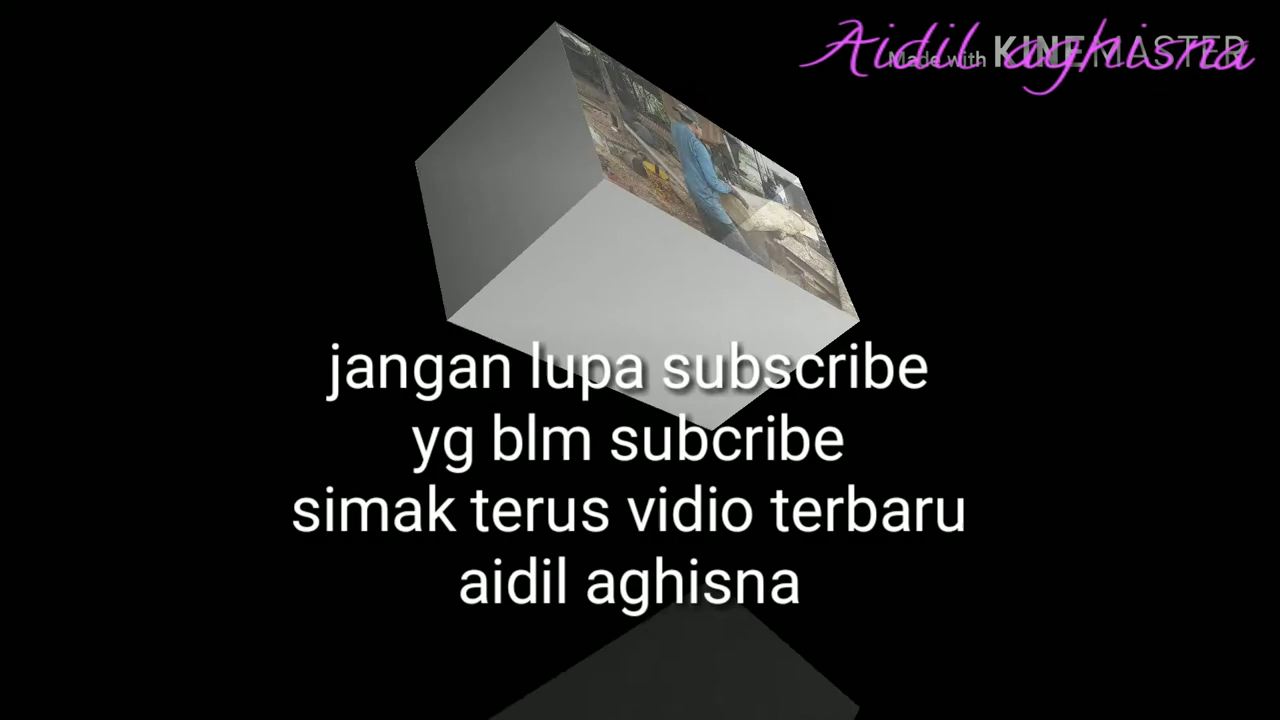 Aidil aghisna
Made with KINEMASTER
jangan lupa subscribe
yg blm subcribe
simak terus vidio terbaru
aidil aghisna